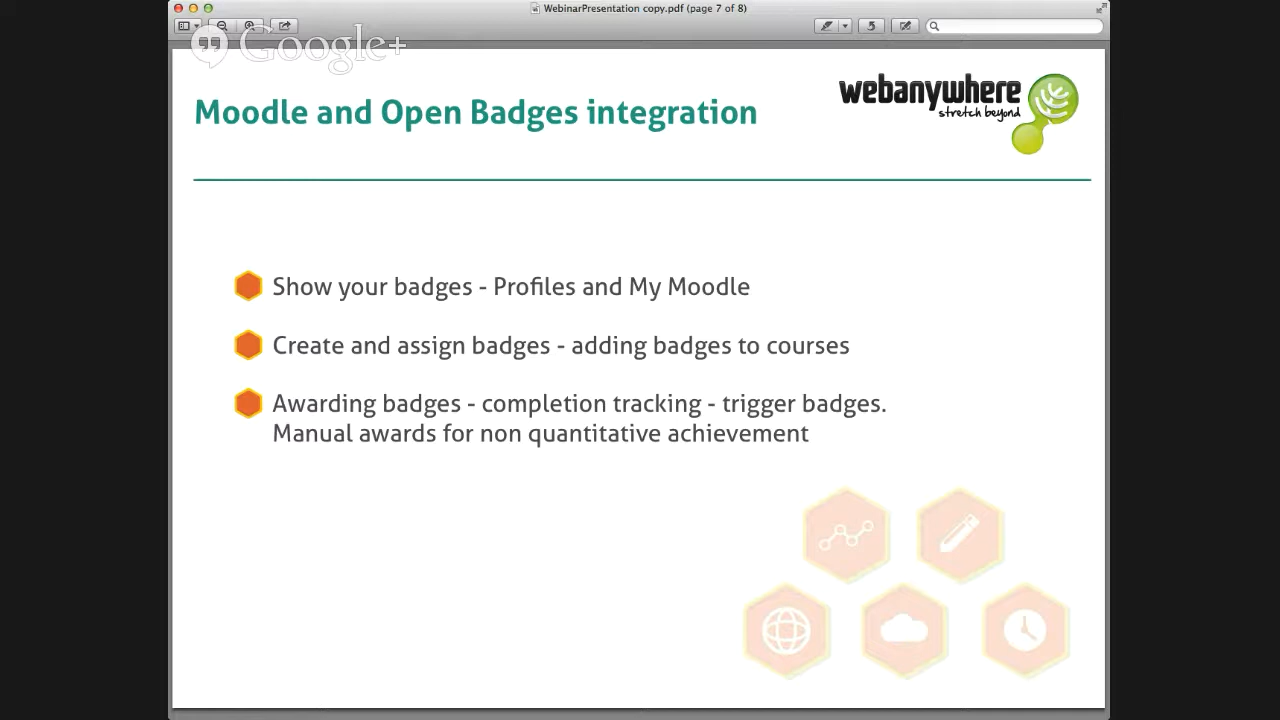 WebinarPresentation copy.pdf (page 7 of 8)
Google+
Moodle and Open Badges integration
webanywhere
stretch beyond
Show your badges - Profiles and My Moodle
Create and assign badges - adding badges to courses
Awarding badges - completion tracking - trigger badges.
Manual awards for non quantitative achievement